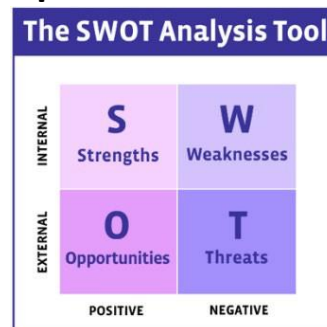 The SWOT Analysis Tool
INTERNAL
S
Strengths
W
Weaknesses
EXTERNAL
O
Opportunities
T
Threats
POSITIVE
NEGATIVE